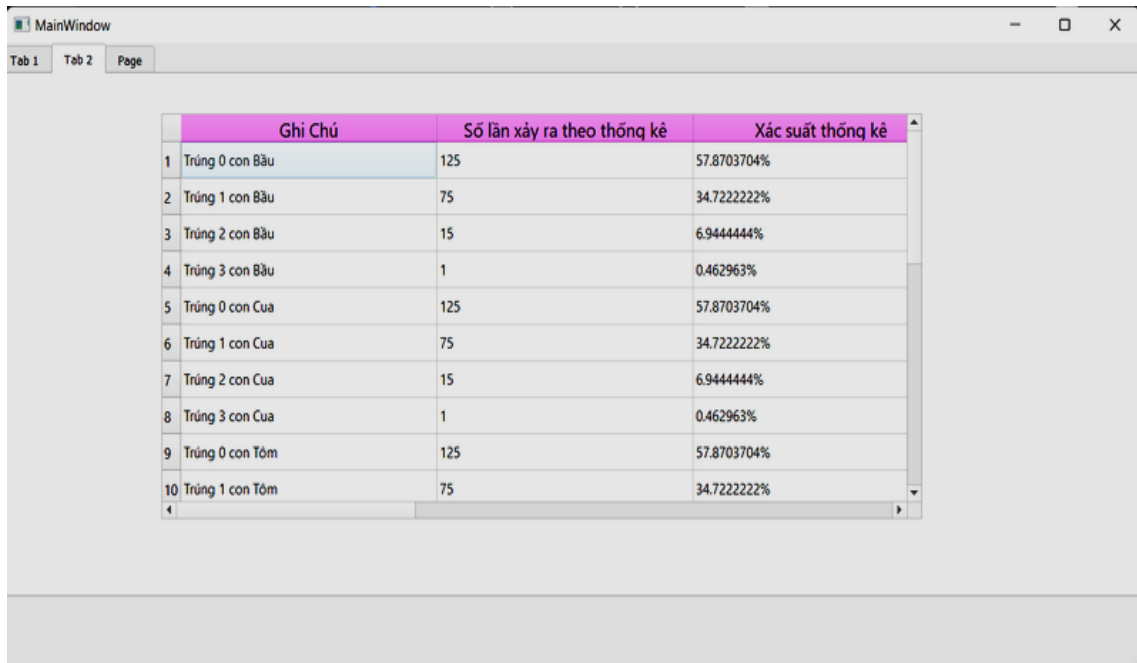 MainWindow
Tab 1 Tab 2 Page
Ghi Chú Số lần xảy ra theo thống kê Xác suất thống kê
1 Trúng 0 con Bầu 125 57.8703704%
2 Trúng 1 con Bầu 75 34.7222222%
3 Trúng 2 con Bầu 15 6.9444444%
4 Trúng 3 con Bầu 1 0.462963%
5 Trúng 0 con Cua 125 57.8703704%
6 Trúng 1 con Cua 75 34.7222222%
7 Trúng 2 con Cua 15 6.9444444%
8 Trúng 3 con Cua 1 0.462963%
9 Trúng 0 con Tôm 125 57.8703704%
10 Trúng 1 con Tôm 75 34.7222222%